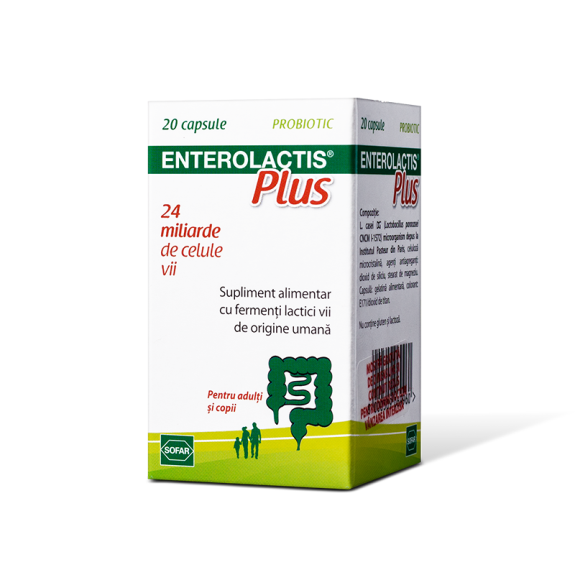 20 capsule
PROBIOTIC
ENTEROLACTIS®
Plus
24
miliarde
de celule
vii
Supliment alimentar
cu fermenți lactici vii
de origine umană
Pentru adulți
și copii
SOFAR
20 capsule
PROBIOTIC
ENTEROLACTIS®
Plus
Compoziție:
L. casei DG (Lactobacillus paracasei
CNCM I-1572) microorganism depus la
Institutul Pasteur din Paris, celuloză
microcristalină, agenți antiaglomeranți:
dioxid de siliciu, stearat de magneziu.
Capsulă: gelatină alimentară, colorant:
E171(dioxid de titan).
Nu conține gluten și lactoză.
VÂNZAREA INTERZISĂ